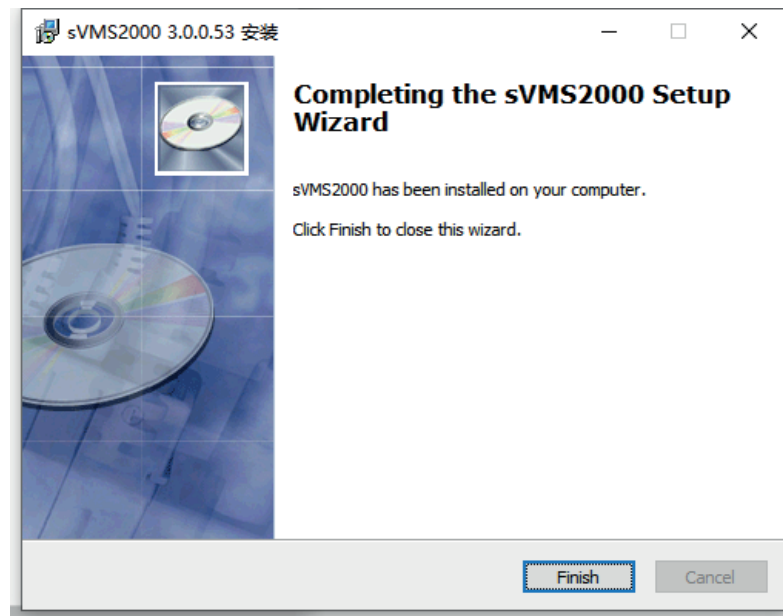 sVMS2000 3.0.0.53 安装
Completing the sVMS2000 Setup
Wizard
sVMS2000 has been installed on your computer.
Click Finish to close this wizard.
Finish
Cancel